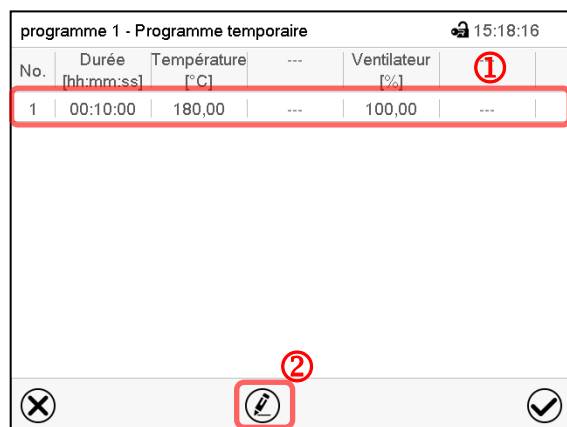 programme 1 - Programme temporaire 15:18:16
No. Durée [hh:mm:ss] Température [°C] --- Ventilateur [%] ---
①
1 00:10:00 180,00 --- 100,00 ---
②